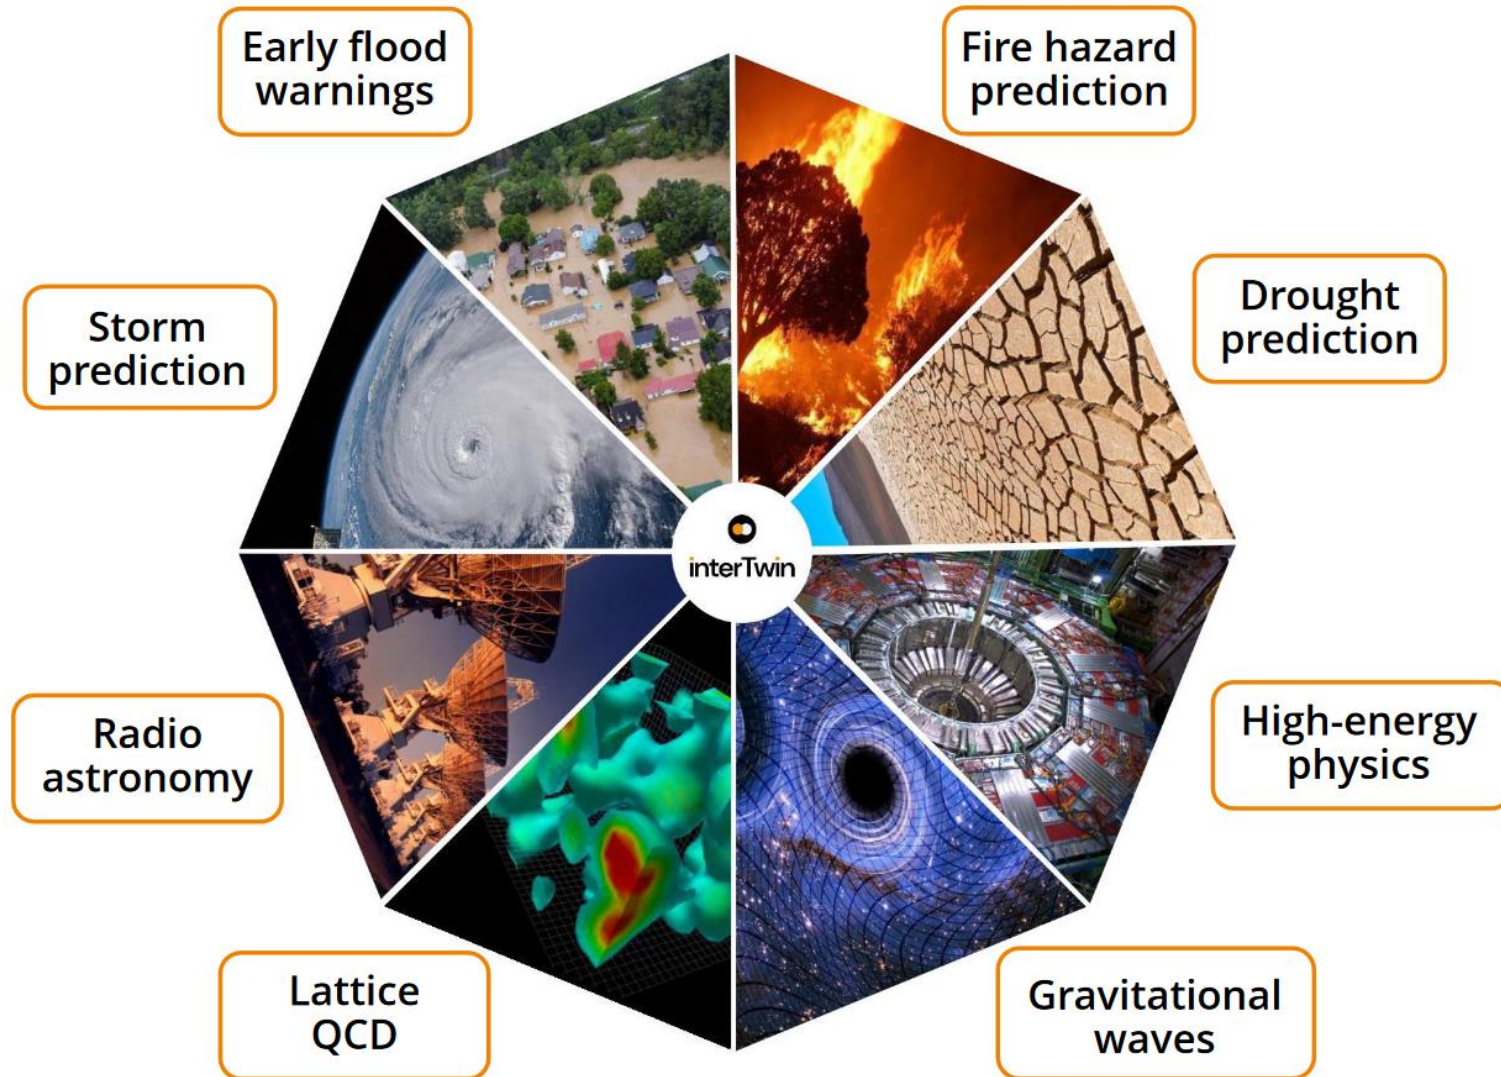 Early flood
warnings
Fire hazard
prediction
Storm
prediction
Drought
prediction
interTwin
Radio
astronomy
High-energy
physics
Lattice
QCD
Gravitational
waves